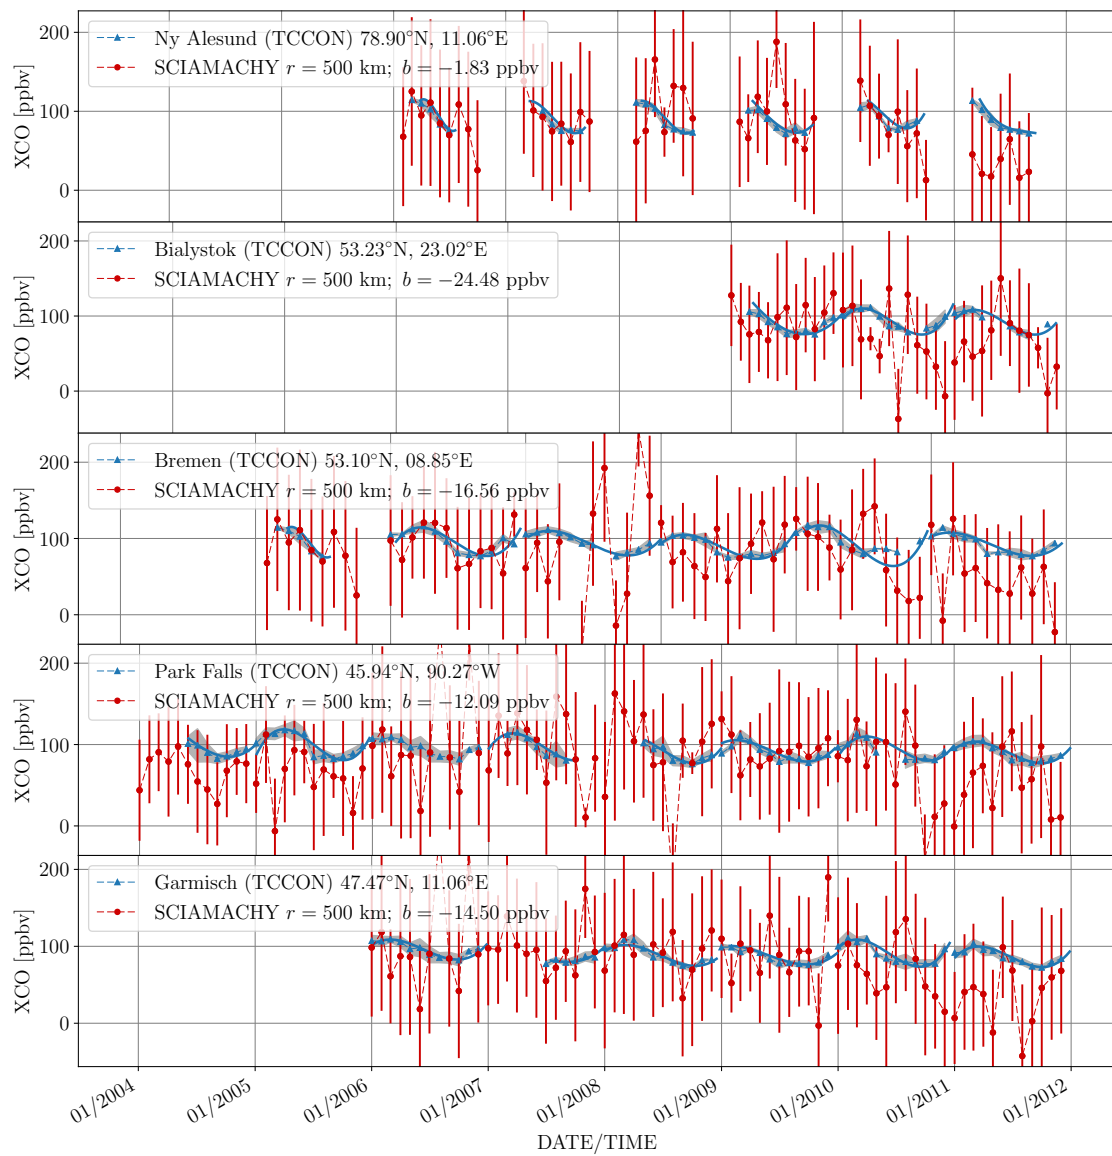 200
Ny Alesund (TCCON) 78.90°N, 11.06°E
SCIAMACHY r = 500 km; b = −1.83 ppbv
100
0
XCO [ppbv]
200
Bialystok (TCCON) 53.23°N, 23.02°E
SCIAMACHY r = 500 km; b = −24.48 ppbv
100
0
XCO [ppbv]
200
Bremen (TCCON) 53.10°N, 08.85°E
SCIAMACHY r = 500 km; b = −16.56 ppbv
100
0
XCO [ppbv]
200
Park Falls (TCCON) 45.94°N, 90.27°W
SCIAMACHY r = 500 km; b = −12.09 ppbv
100
0
XCO [ppbv]
200
Garmisch (TCCON) 47.47°N, 11.06°E
SCIAMACHY r = 500 km; b = −14.50 ppbv
100
0
XCO [ppbv]
01/2004
01/2005
01/2006
01/2007
01/2008
01/2009
01/2010
01/2011
01/2012
DATE/TIME